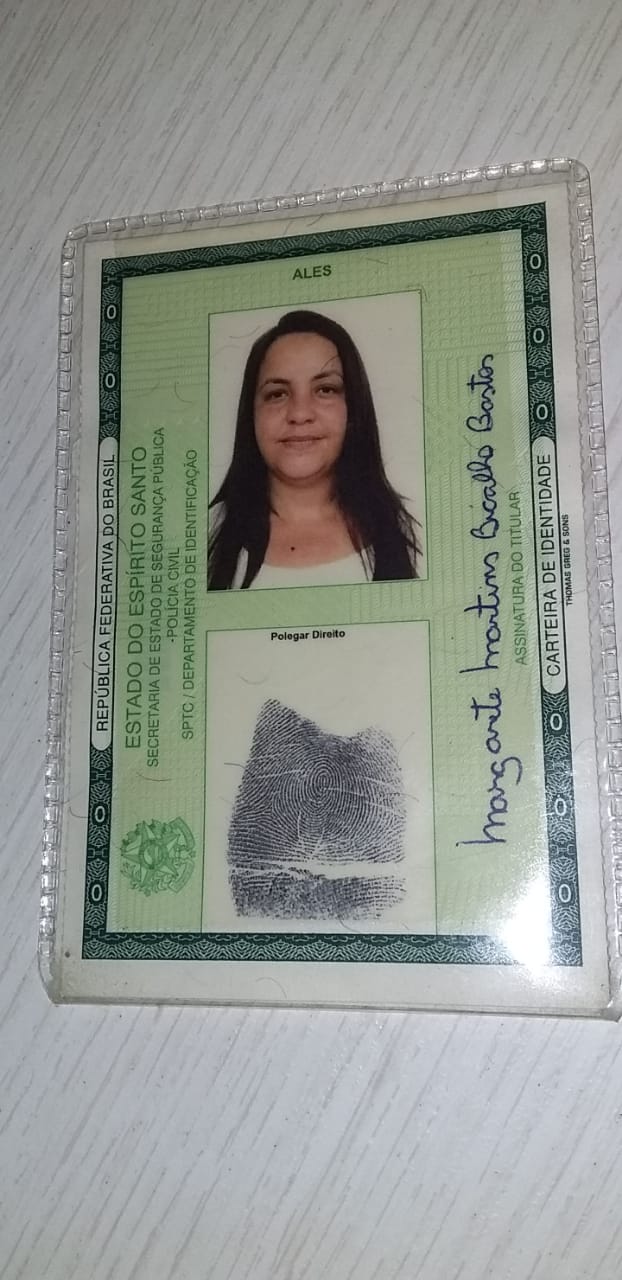 REPÚBLICA FEDERATIVA DO BRASIL
ESTADO DO ESPÍRITO SANTO
SECRETARIA DE ESTADO DE SEGURANÇA PÚBLICA
-POLÍCIA CIVIL
SPTC / DEPARTAMENTO DE IDENTIFICAÇÃO
ALES
Polegar Direito
Margarete Martins Bicalho Bastos
ASSINATURA DO TITULAR
CARTEIRA DE IDENTIDADE
THOMAS GREG & SONS